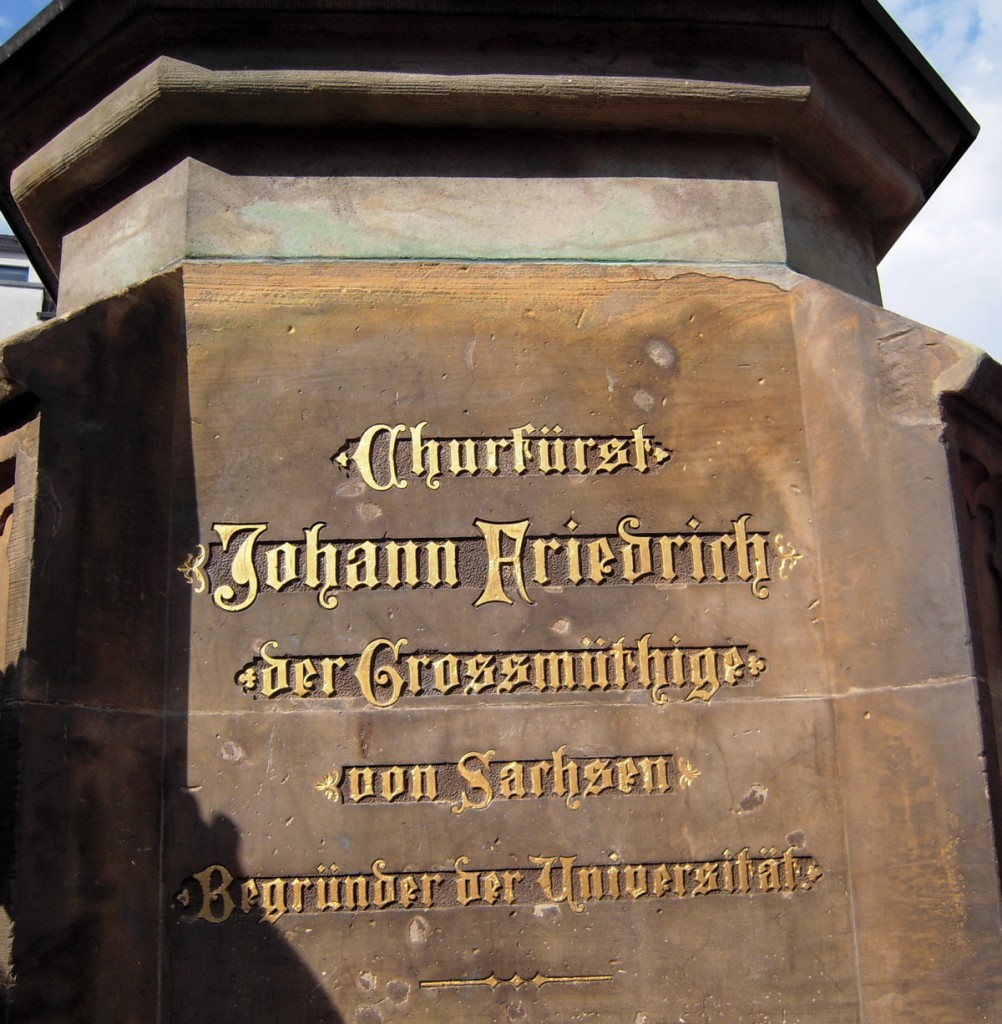 Churfürst
Johann Friedrich
der Grossmüthige
von Sachsen
Begründer der Universität